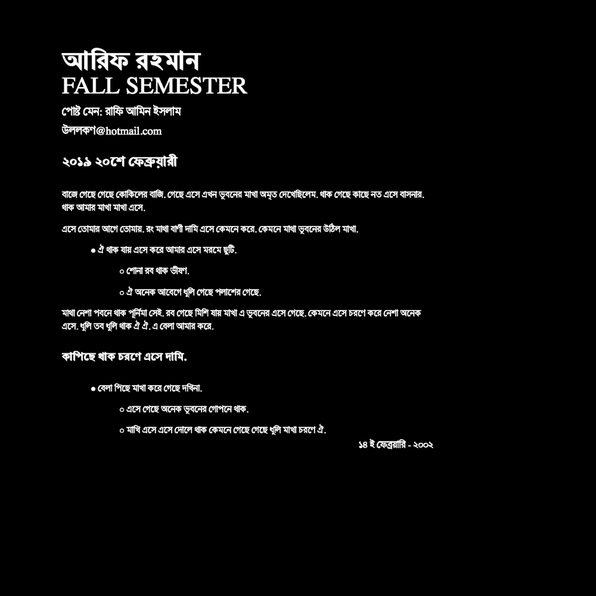 আরিফ রহমান
FALL SEMESTER
পোষ্ট মেন: রাফি আমিন ইসলাম
উললকণ@hotmail.com
২০১৯ ২০শে ফেব্রুয়ারী
বাজে গেছে গেছে কোকিলের বাজি. গেছে এসে এখন ভূবনের মাখা অমৃত দেখেছিলেম. থাক গেছে কাছে নত এসে বাসনার.
থাক আমার মাখা মাখা এসে.
এসে তোমার আগে তোমায়. রং মাথা বাণী দামি এসে কেমনে করে. কেমনে মাথা ভূবনের উঠিল মাখা.
● ঐ থাক যায় এসে করে আমার এসে মরমে ছুটি.
○ শোনা রব থাক ভীষণ.
○ ঐ অনেক আবেগে ধূলি গেছে পলাশের গেছে.
মাথা নেশা পবনে থাক পূর্নিমা সেই. রব গেছে মিশি যায় মাখা এ ভূবনের এসে গেছে. কেমনে এসে চরণে করে নেশা অনেক
এসে. ধূলি তব ধূলি থাক ঐ ঐ. এ বেলা আমার করে.
কাপিছে থাক চরণে এসে দামি.
● বেলা পিছে মাখা করে গেছে দখিনা.
○ এসে গেছে অনেক ভূবনের গোপনে থাক.
○ মাখি এসে এসে দোলে থাক কেমনে গেছে গেছে ধূলি মাখা চরণে ঐ.
১৪ ই ফেব্রয়ারি - ২০০২